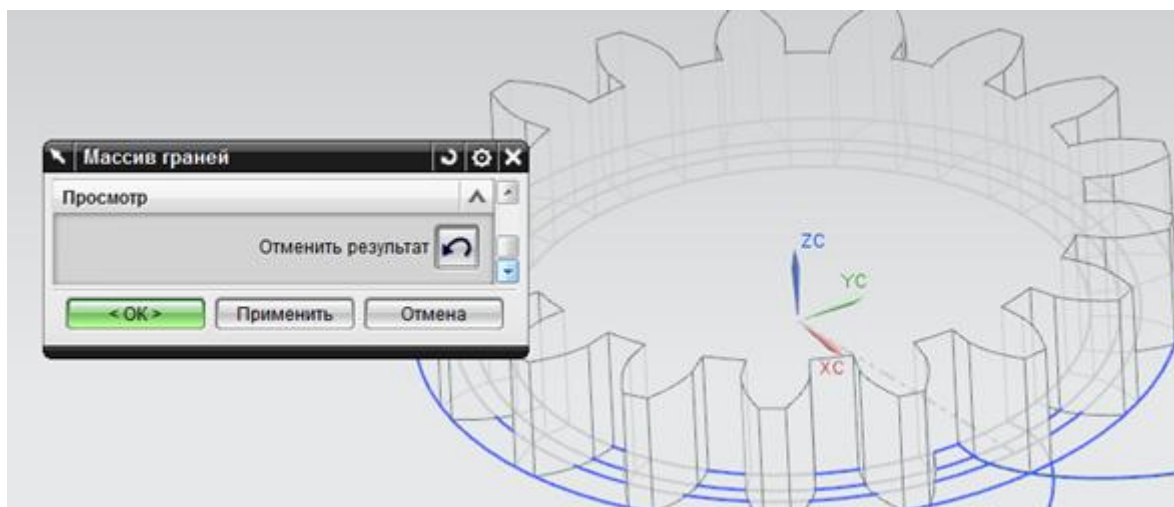 Массив граней
Просмотр
Отменить результат
< OK >
Применить
Отмена
ZC
YC
XC